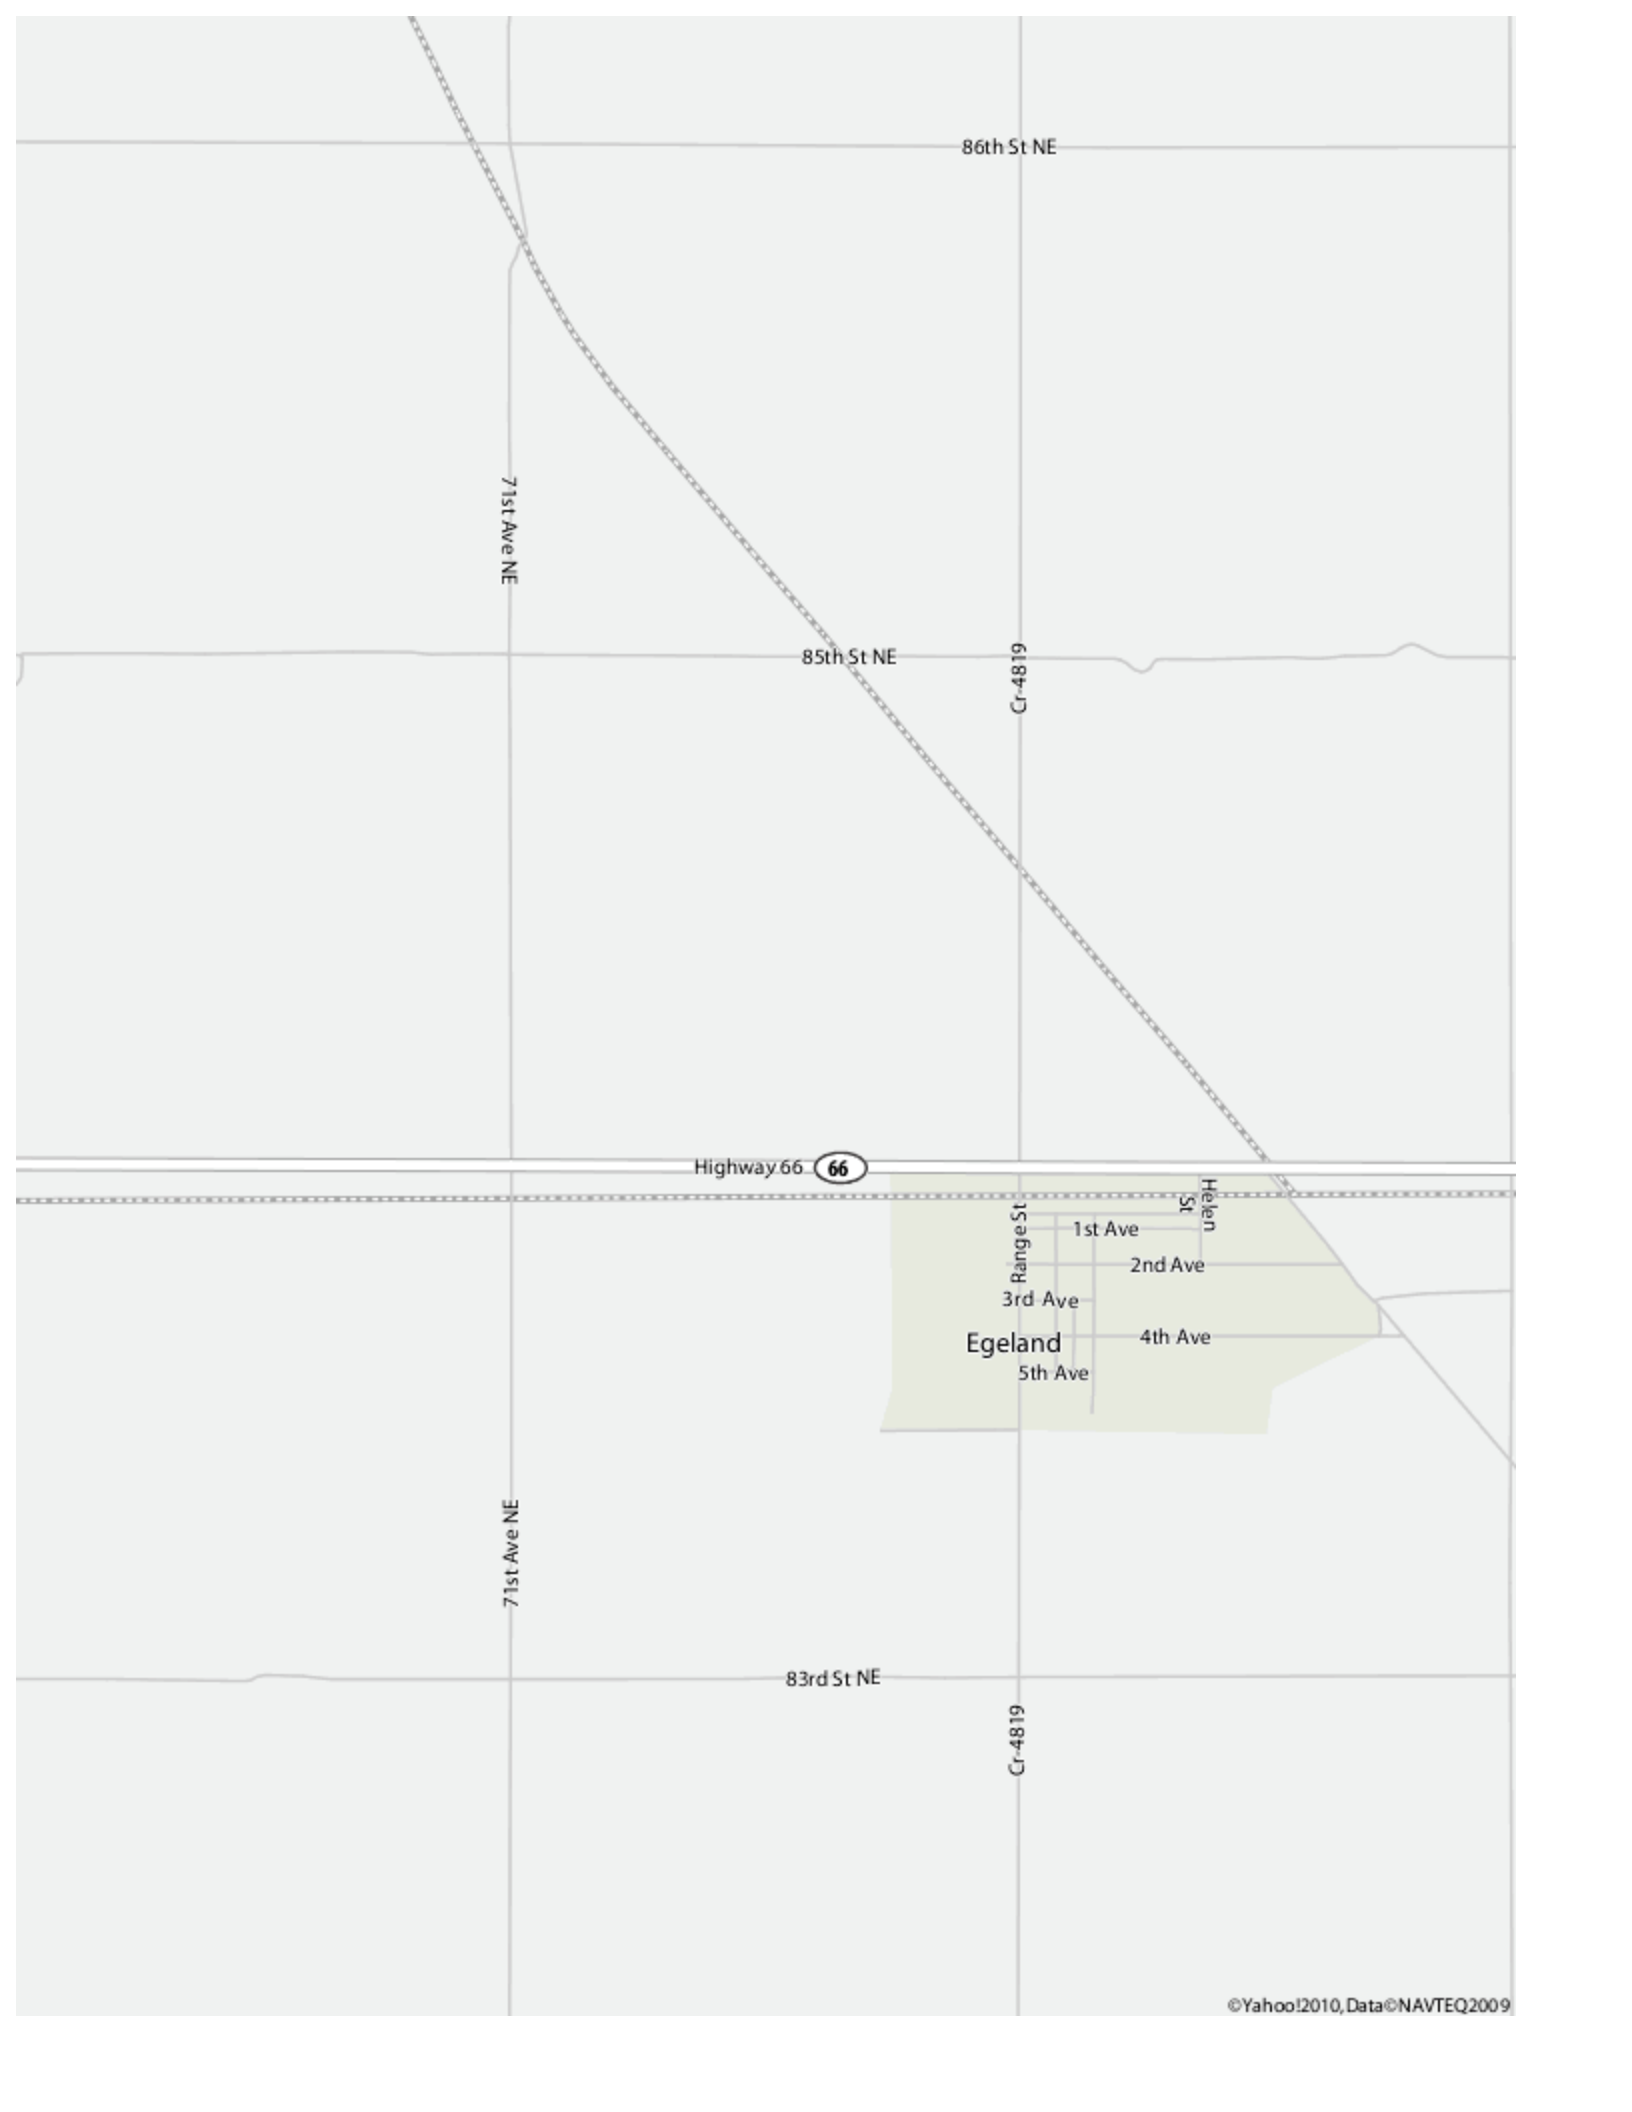 86th St NE
71st Ave NE
85th St NE
Cr-4819
Highway 66
66
Helen
St
Range St
1st Ave
2nd Ave
3rd Ave
Egeland
4th Ave
5th Ave
71st Ave NE
83rd St NE
Cr-4819
©Yahoo!2010,Data©NAVTEQ2009